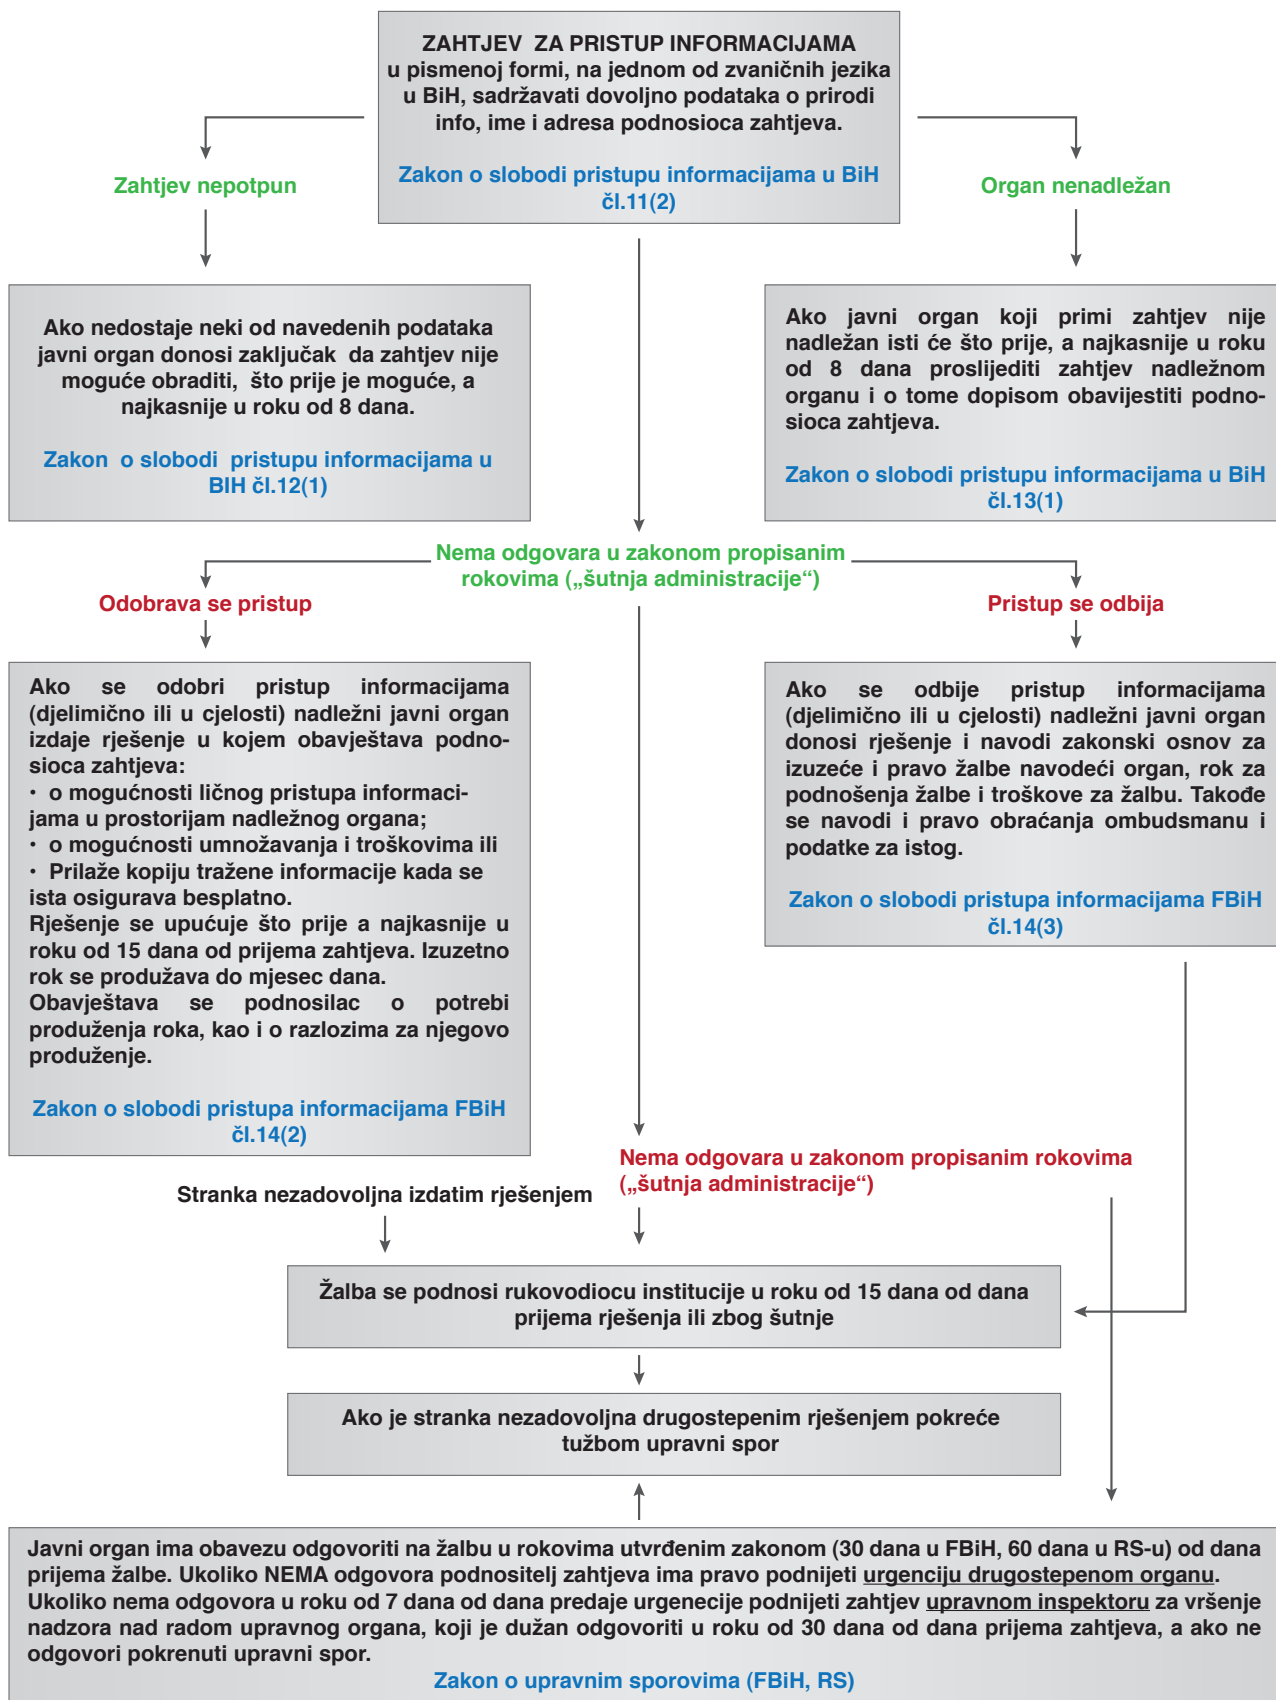 ZAHTJEV  ZA PRISTUP INFORMACIJAMA
u pismenoj formi, na jednom od zvaničnih jezika
u BiH, sadržavati dovoljno podataka o prirodi
info, ime i adresa podnosioca zahtjeva.
Zakon o slobodi pristupu informacijama u BiH
čl.11(2)
Zahtjev nepotpun
Organ nenadležan
Ako nedostaje neki od navedenih podataka
javni organ donosi zaključak  da zahtjev nije
moguće obraditi,  što prije je moguće, a
najkasnije u roku od 8 dana.
Zakon  o slobodi  pristupu informacijama u
BIH čl.12(1)
Ako javni organ koji primi zahtjev nije
nadležan isti će što prije, a najkasnije u roku
od 8 dana proslijediti zahtjev nadležnom
organu i o tome dopisom obavijestiti podno-
sioca zahtjeva.
Zakon o slobodi pristupu informacijama u BiH
čl.13(1)
Nema odgovara u zakonom propisanim
rokovima („šutnja administracije“)
Odobrava se pristup
Pristup se odbija
Ako se odobri pristup informacijama
(djelimično ili u cjelosti) nadležni javni organ
izdaje rješenje u kojem obavještava podno-
sioca zahtjeva:
• o mogućnosti ličnog pristupa informaci-
jama u prostorijam nadležnog organa;
• o mogućnosti umnožavanja i troškovima ili
• Prilaže kopiju tražene informacije kada se
ista osigurava besplatno.
Rješenje se upućuje što prije a najkasnije u
roku od 15 dana od prijema zahtjeva. Izuzetno
rok se produžava do mjesec dana.
Obavještava se podnosilac o potrebi
produženja roka, kao i o razlozima za njegovo
produženje.
Zakon o slobodi pristupa informacijama FBiH
čl.14(2)
Ako se odbije pristup informacijama
(djelimično ili u cjelosti) nadležni javni organ
donosi rješenje i navodi zakonski osnov za
izuzeće i pravo žalbe navodeći organ, rok za
podnošenja žalbe i troškove za žalbu. Takođe
se navodi i pravo obraćanja ombudsmanu i
podatke za istog.
Zakon o slobodi pristupa informacijama FBiH
čl.14(3)
Nema odgovara u zakonom propisanim rokovima
(„šutnja administracije“)
Stranka nezadovoljna izdatim rješenjem
Žalba se podnosi rukovodiocu institucije u roku od 15 dana od dana
prijema rješenja ili zbog šutnje
Ako je stranka nezadovoljna drugostepenim rješenjem pokreće
tužbom upravni spor
Javni organ ima obavezu odgovoriti na žalbu u rokovima utvrđenim zakonom (30 dana u FBiH, 60 dana u RS-u) od dana
prijema žalbe. Ukoliko NEMA odgovora podnositelj zahtjeva ima pravo podnijeti urgenciju drugostepenom organu.
Ukoliko nema odgovora u roku od 7 dana od dana predaje urgenecije podnijeti zahtjev upravnom inspektoru za vršenje
nadzora nad radom upravnog organa, koji je dužan odgovoriti u roku od 30 dana od dana prijema zahtjeva, a ako ne
odgovori pokrenuti upravni spor.
Zakon o upravnim sporovima (FBiH, RS)